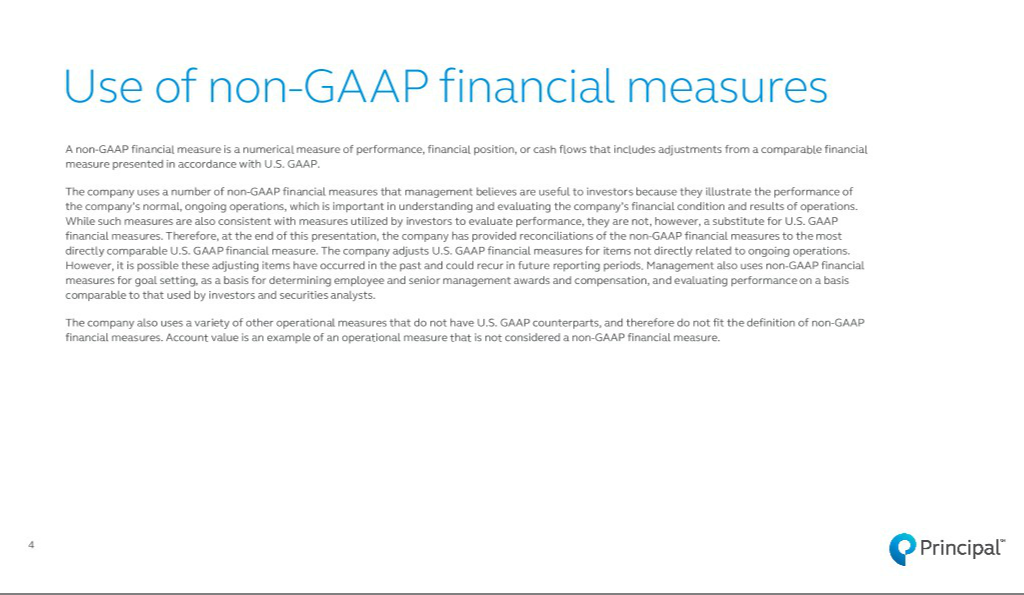 Use of non-GAAP financial measures
A non-GAAP financial measure is a numerical measure of performance, financial position, or cash flows that includes adjustments from a comparable financial
measure presented in accordance with U.S. GAAP.
The company uses a number of non-GAAP financial measures that management believes are useful to investors because they illustrate the performance of
the company's normal, ongoing operations, which is important in understanding and evaluating the company's financial condition and results of operations.
While such measures are also consistent with measures utilized by investors to evaluate performance, they are not, however, a substitute for U.S. GAAP
financial measures. Therefore, at the end of this presentation, the company has provided reconciliations of the non-GAAP financial measures to the most
directly comparable U.S. GAAP financial measure. The company adjusts U.S. GAAP financial measures for items not directly related to ongoing operations.
However, it is possible these adjusting items have occurred in the past and could recur in future reporting periods. Management also uses non-GAAP financial
measures for goal setting, as a basis for determining employee and senior management awards and compensation, and evaluating performance on a basis
comparable to that used by investors and securities analysts.
The company also uses a variety of other operational measures that do not have U.S. GAAP counterparts, and therefore do not fit the definition of non-GAAP
financial measures. Account value is an example of an operational measure that is not considered a non-GAAP financial measure.
4
Principal℠